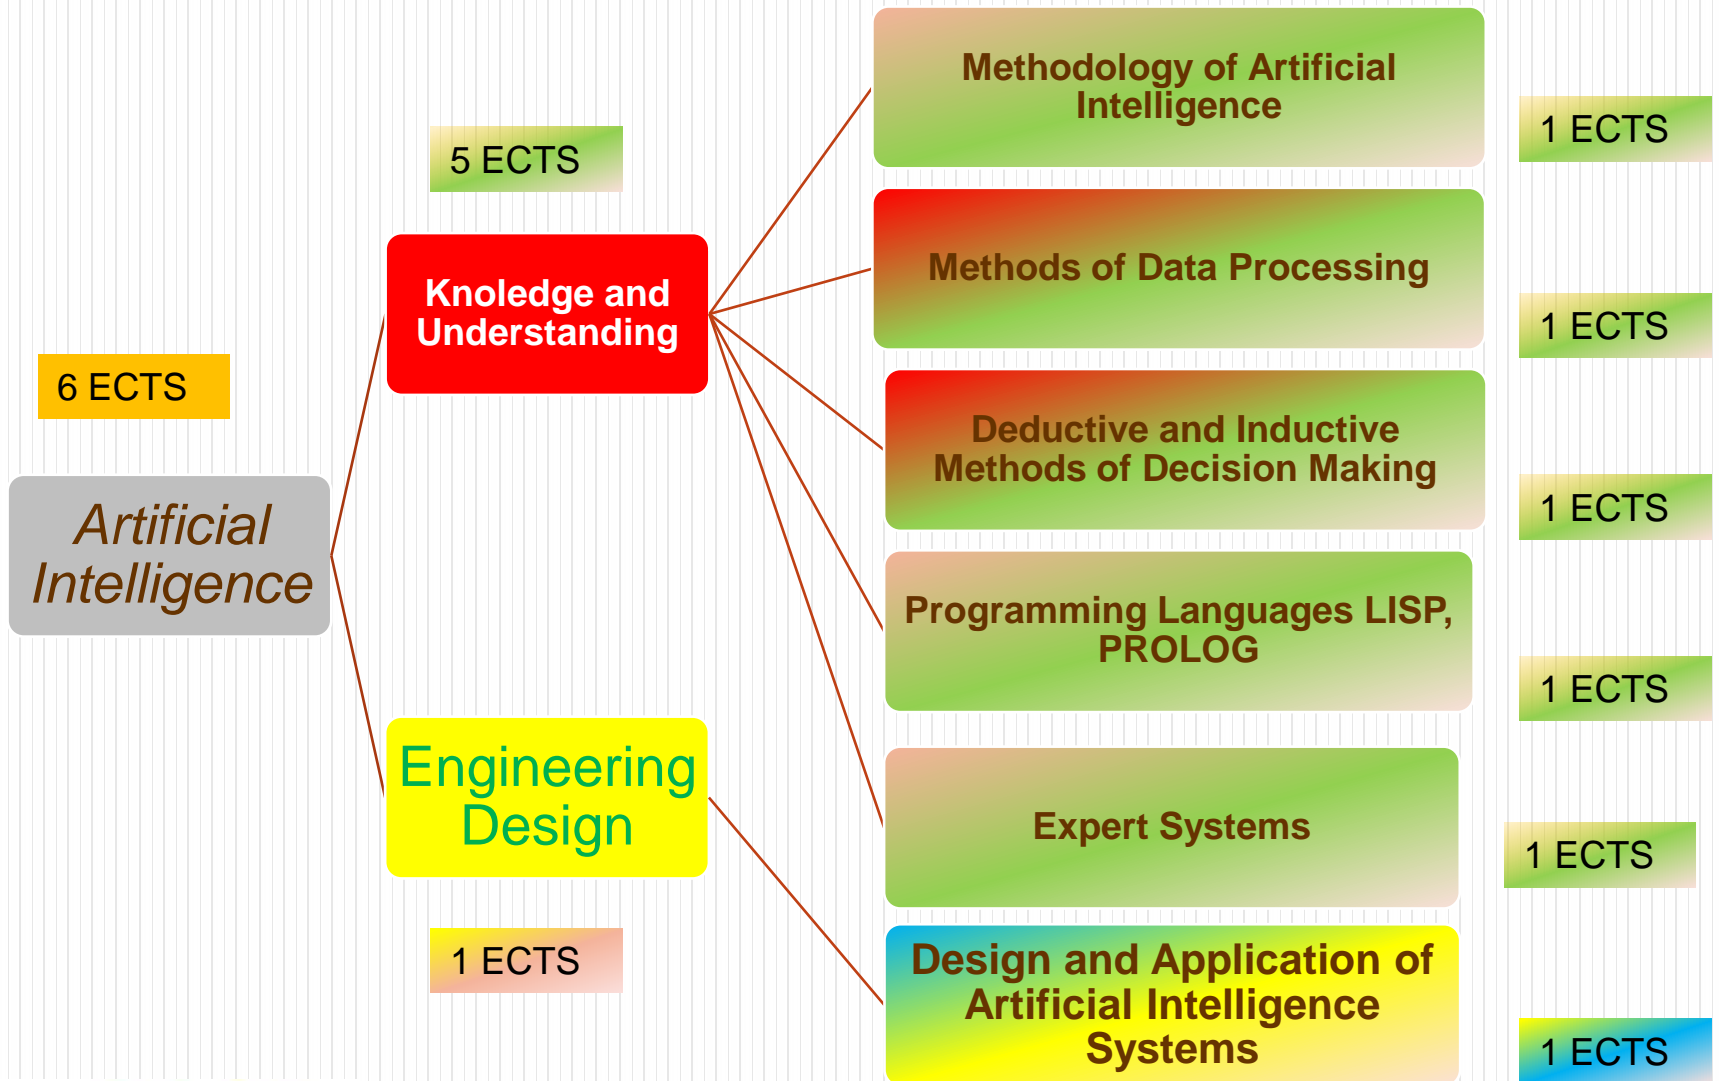 6 ECTS
Artificial
Intelligence
5 ECTS
Knoledge and
Understanding
Engineering
Design
1 ECTS
Methodology of Artificial
Intelligence
1 ECTS
Methods of Data Processing
1 ECTS
Deductive and Inductive
Methods of Decision Making
1 ECTS
Programming Languages LISP,
PROLOG
1 ECTS
Expert Systems
1 ECTS
Design and Application of
Artificial Intelligence
Systems
1 ECTS